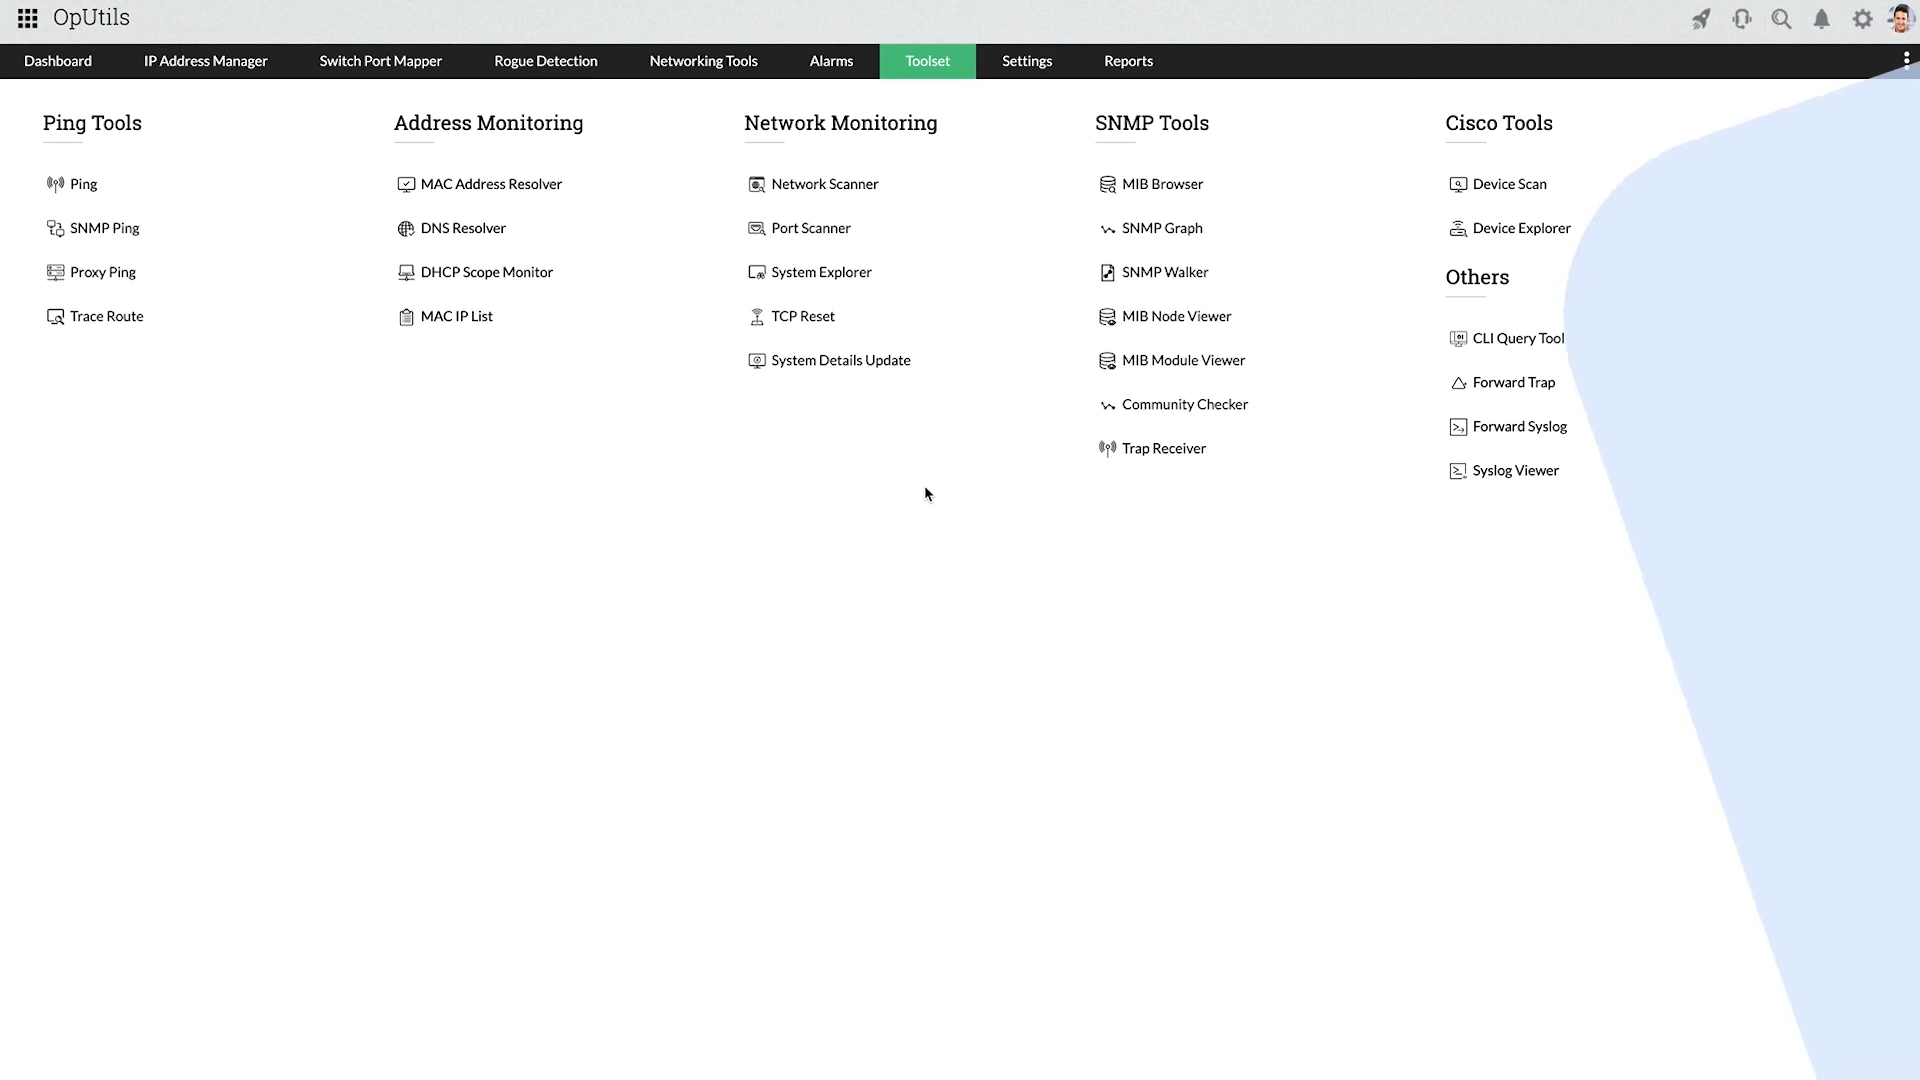 OpUtils
Dashboard IP Address Manager Switch Port Mapper Rogue Detection Networking Tools Alarms Toolset Settings Reports
Ping Tools
Ping
SNMP Ping
Proxy Ping
Trace Route
Address Monitoring
MAC Address Resolver
DNS Resolver
DHCP Scope Monitor
MAC IP List
Network Monitoring
Network Scanner
Port Scanner
System Explorer
TCP Reset
System Details Update
SNMP Tools
MIB Browser
SNMP Graph
SNMP Walker
MIB Node Viewer
MIB Module Viewer
Community Checker
Trap Receiver
Cisco Tools
Device Scan
Device Explorer
Others
CLI Query Tool
Forward Trap
Forward Syslog
Syslog Viewer